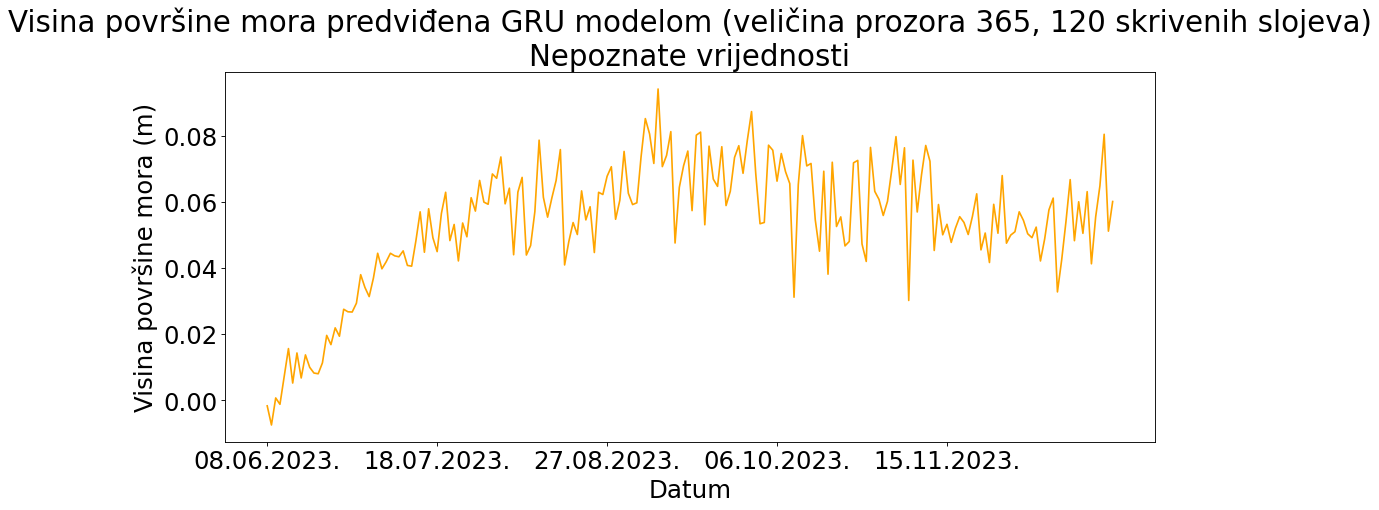 Visina površine mora predviđena GRU modelom (veličina prozora 365, 120 skrivenih slojeva)
Nepoznate vrijednosti
Visina površine mora (m)
0.08
0.06
0.04
0.02
0.00
08.06.2023. 18.07.2023. 27.08.2023. 06.10.2023. 15.11.2023.
Datum